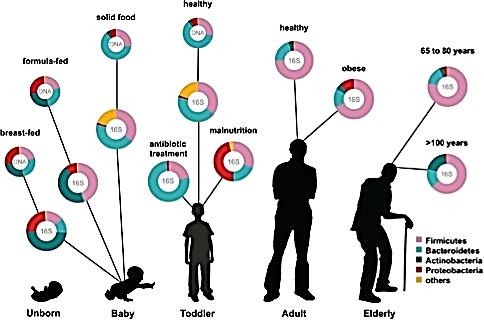 solid food
DNA
16S
healthy
DNA
16S
formula-fed
DNA
16S
breast-fed
DNA
16S
antibiotic
treatment
16S
malnutrition
16S
healthy
16S
obese
16S
65 to 80 years
16S
>100 years
16S
Firmicutes
Bacteroidetes
Actinobacteria
Proteobacteria
others
Unborn
Baby
Toddler
Adult
Elderly